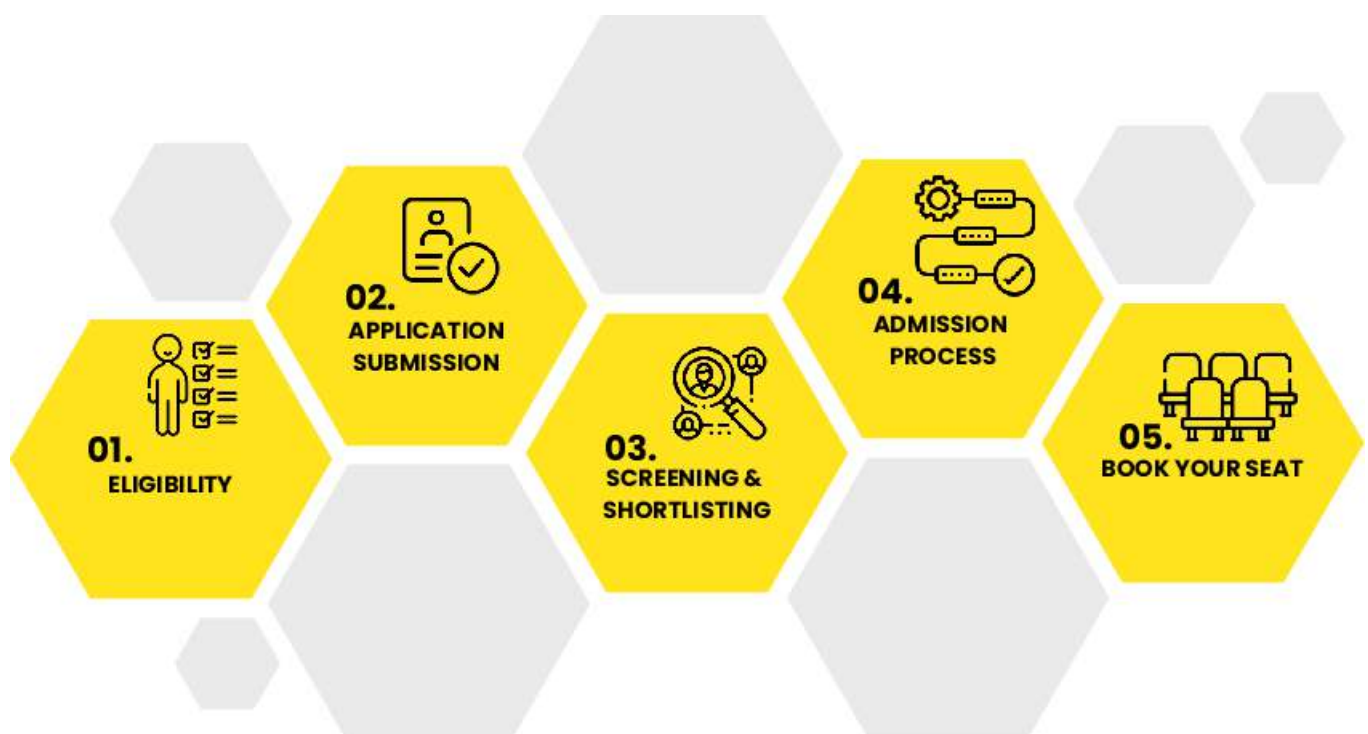 01.
ELIGIBILITY
02.
APPLICATION
SUBMISSION
03.
SCREENING &
SHORTLISTING
04.
ADMISSION
PROCESS
05.
BOOK YOUR SEAT